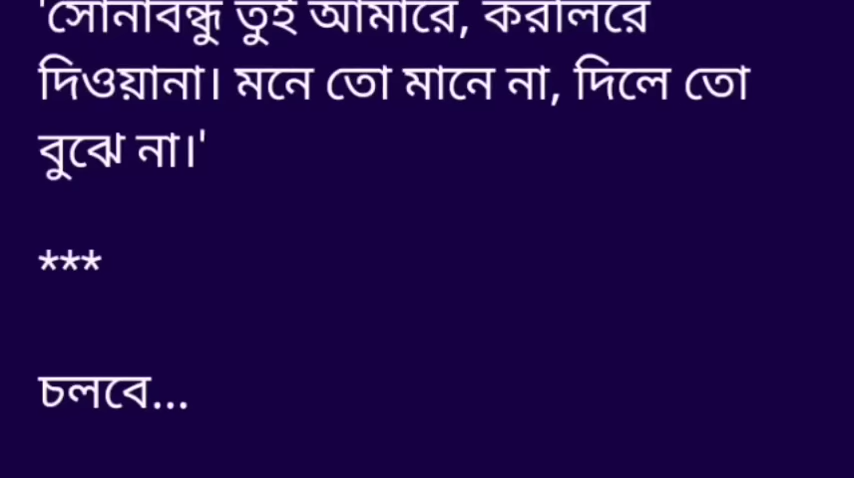 'সোনাবন্ধু তুই আমারে, করলিরে
দিওয়ানা। মনে তো মানে না, দিলে তো
বুঝে না।'
***
চলবে...